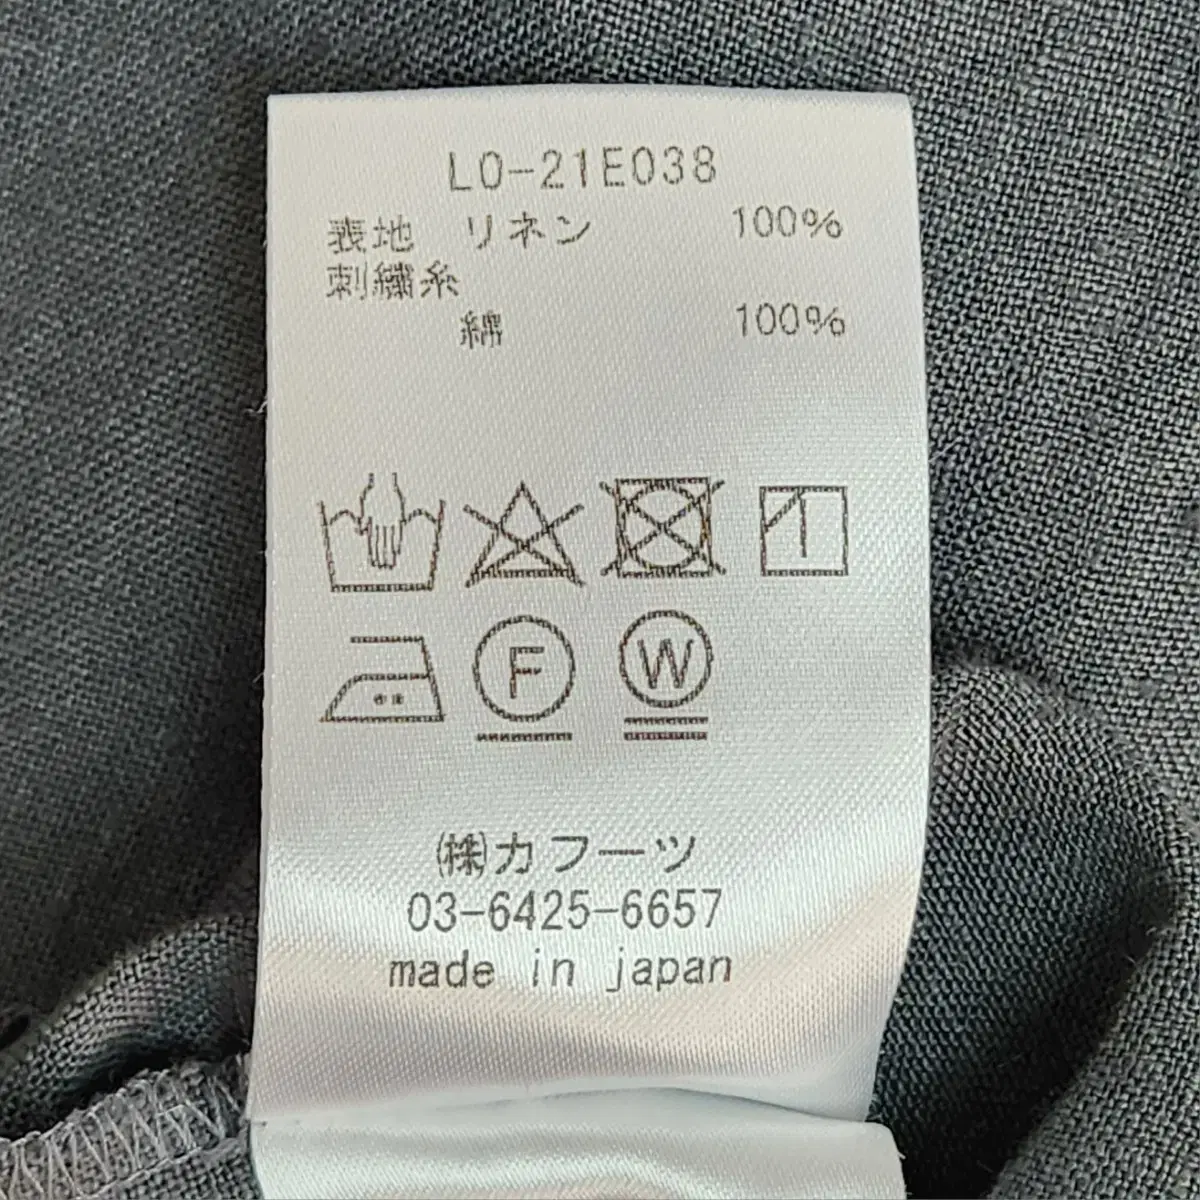 LO-21E038
表地 リネン 100%
刺繍糸
綿 100%
F W
㈱カフーツ
03-6425-6657
made in japan